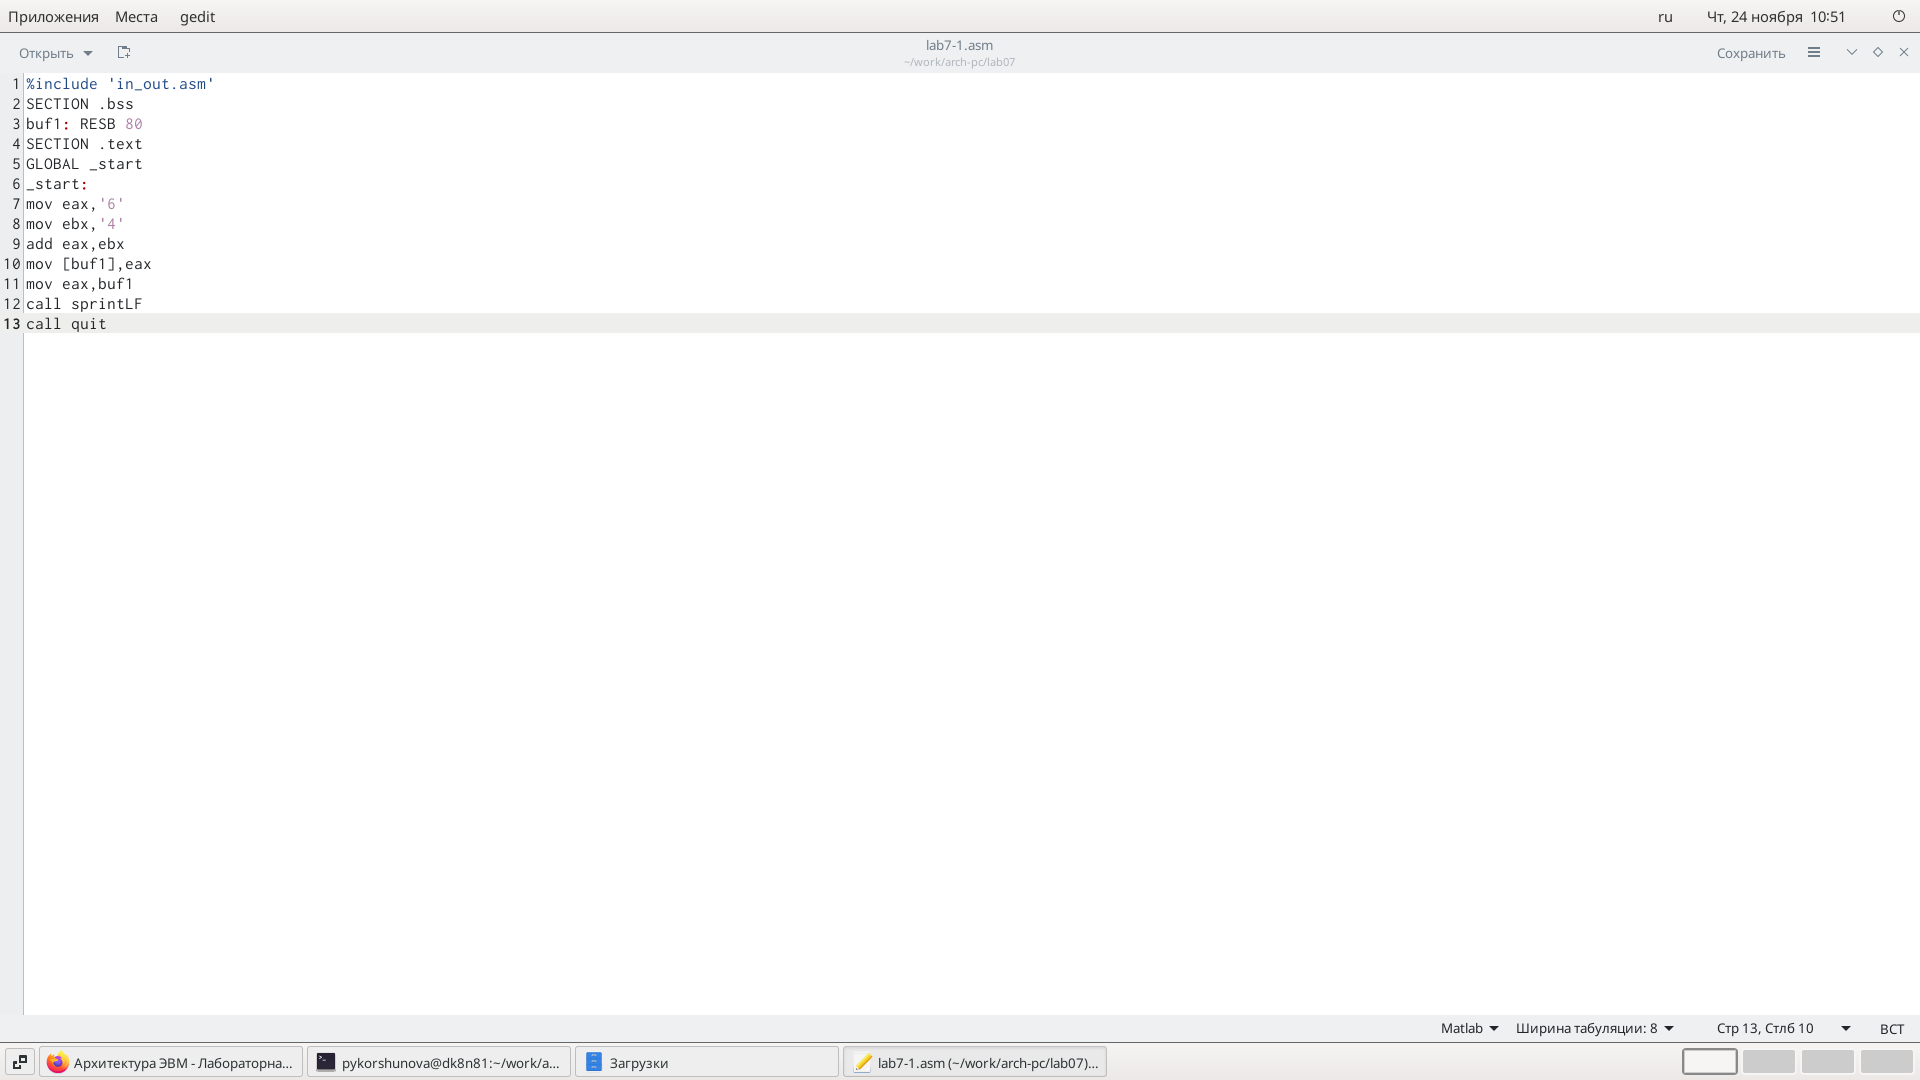 Приложения Места gedit ru Чт, 24 ноября 10:51
Открыть lab7-1.asm Сохранить
~/work/arch-pc/lab07
1 %include 'in_out.asm'
2 SECTION .bss
3 buf1: RESB 80
4 SECTION .text
5 GLOBAL _start
6 _start:
7 mov eax,'6'
8 mov ebx,'4'
9 add eax,ebx
10 mov [buf1],eax
11 mov eax,buf1
12 call sprintLF
13 call quit
Matlab Ширина табуляции: 8 Стр 13, Стлб 10 ВСТ
Архитектура ЭВМ - Лабораторна... pykorshunova@dk8n81:~/work/a... Загрузки lab7-1.asm (~/work/arch-pc/lab07)...